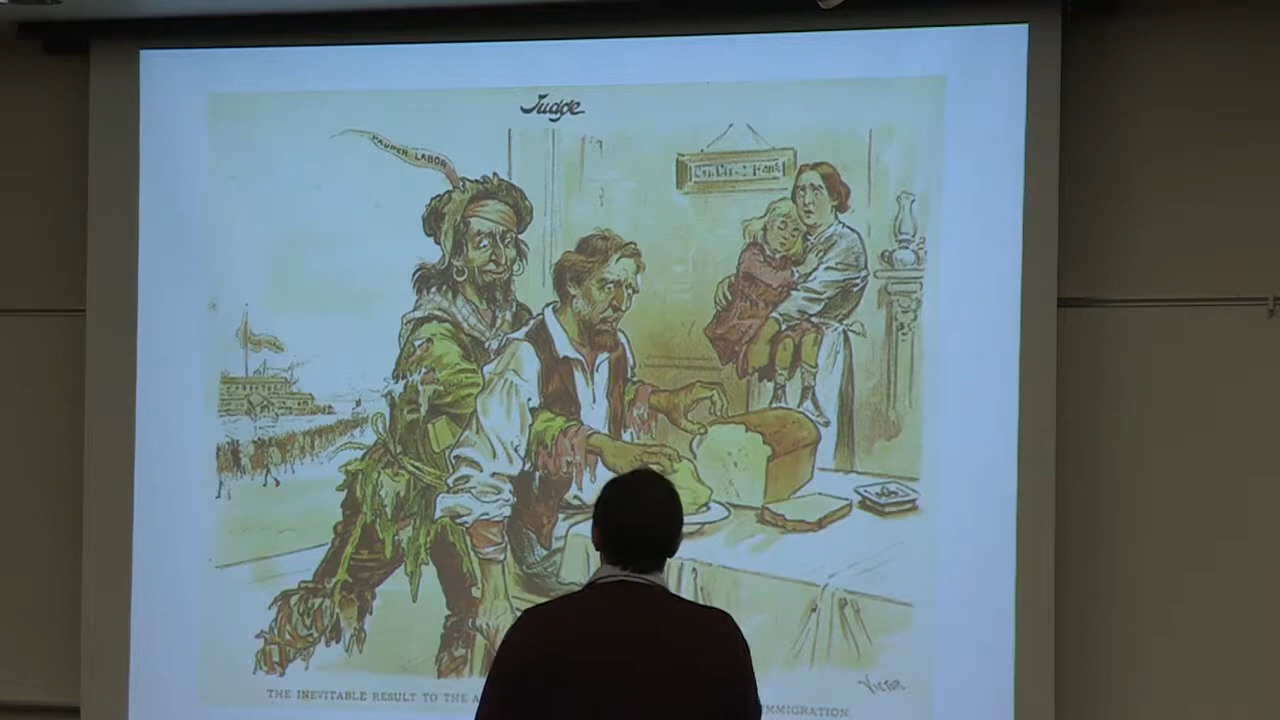 Judge
PAUPER LABOR
THE INEVITABLE RESULT TO THE A
IMMIGRATION.
VICTOR